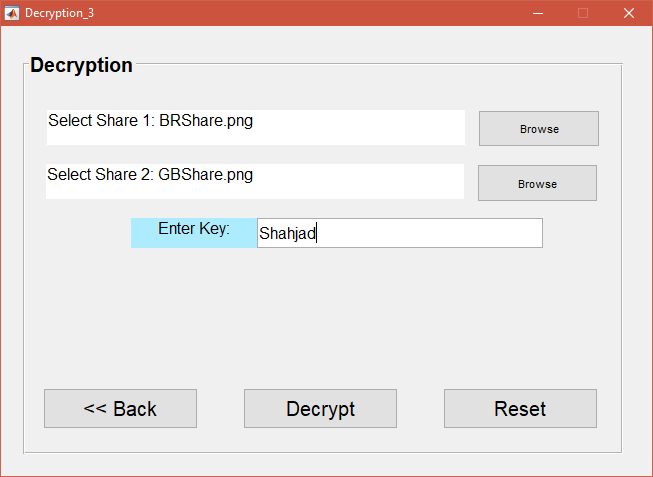 Decryption_3
Decryption
Select Share 1: BRShare.png
Browse
Select Share 2: GBShare.png
Browse
Enter Key:
Shahjad
<< Back
Decrypt
Reset